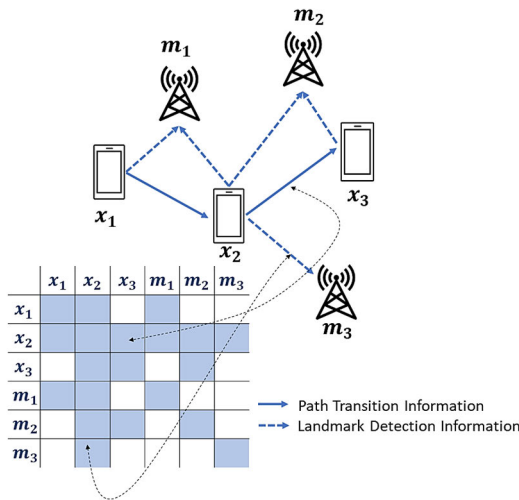 m₂
m₁
x₁
x₃
x₂
m₃
x₁ x₂ x₃ m₁ m₂ m₃
x₁
x₂
x₃
m₁
m₂
m₃
Path Transition Information
Landmark Detection Information